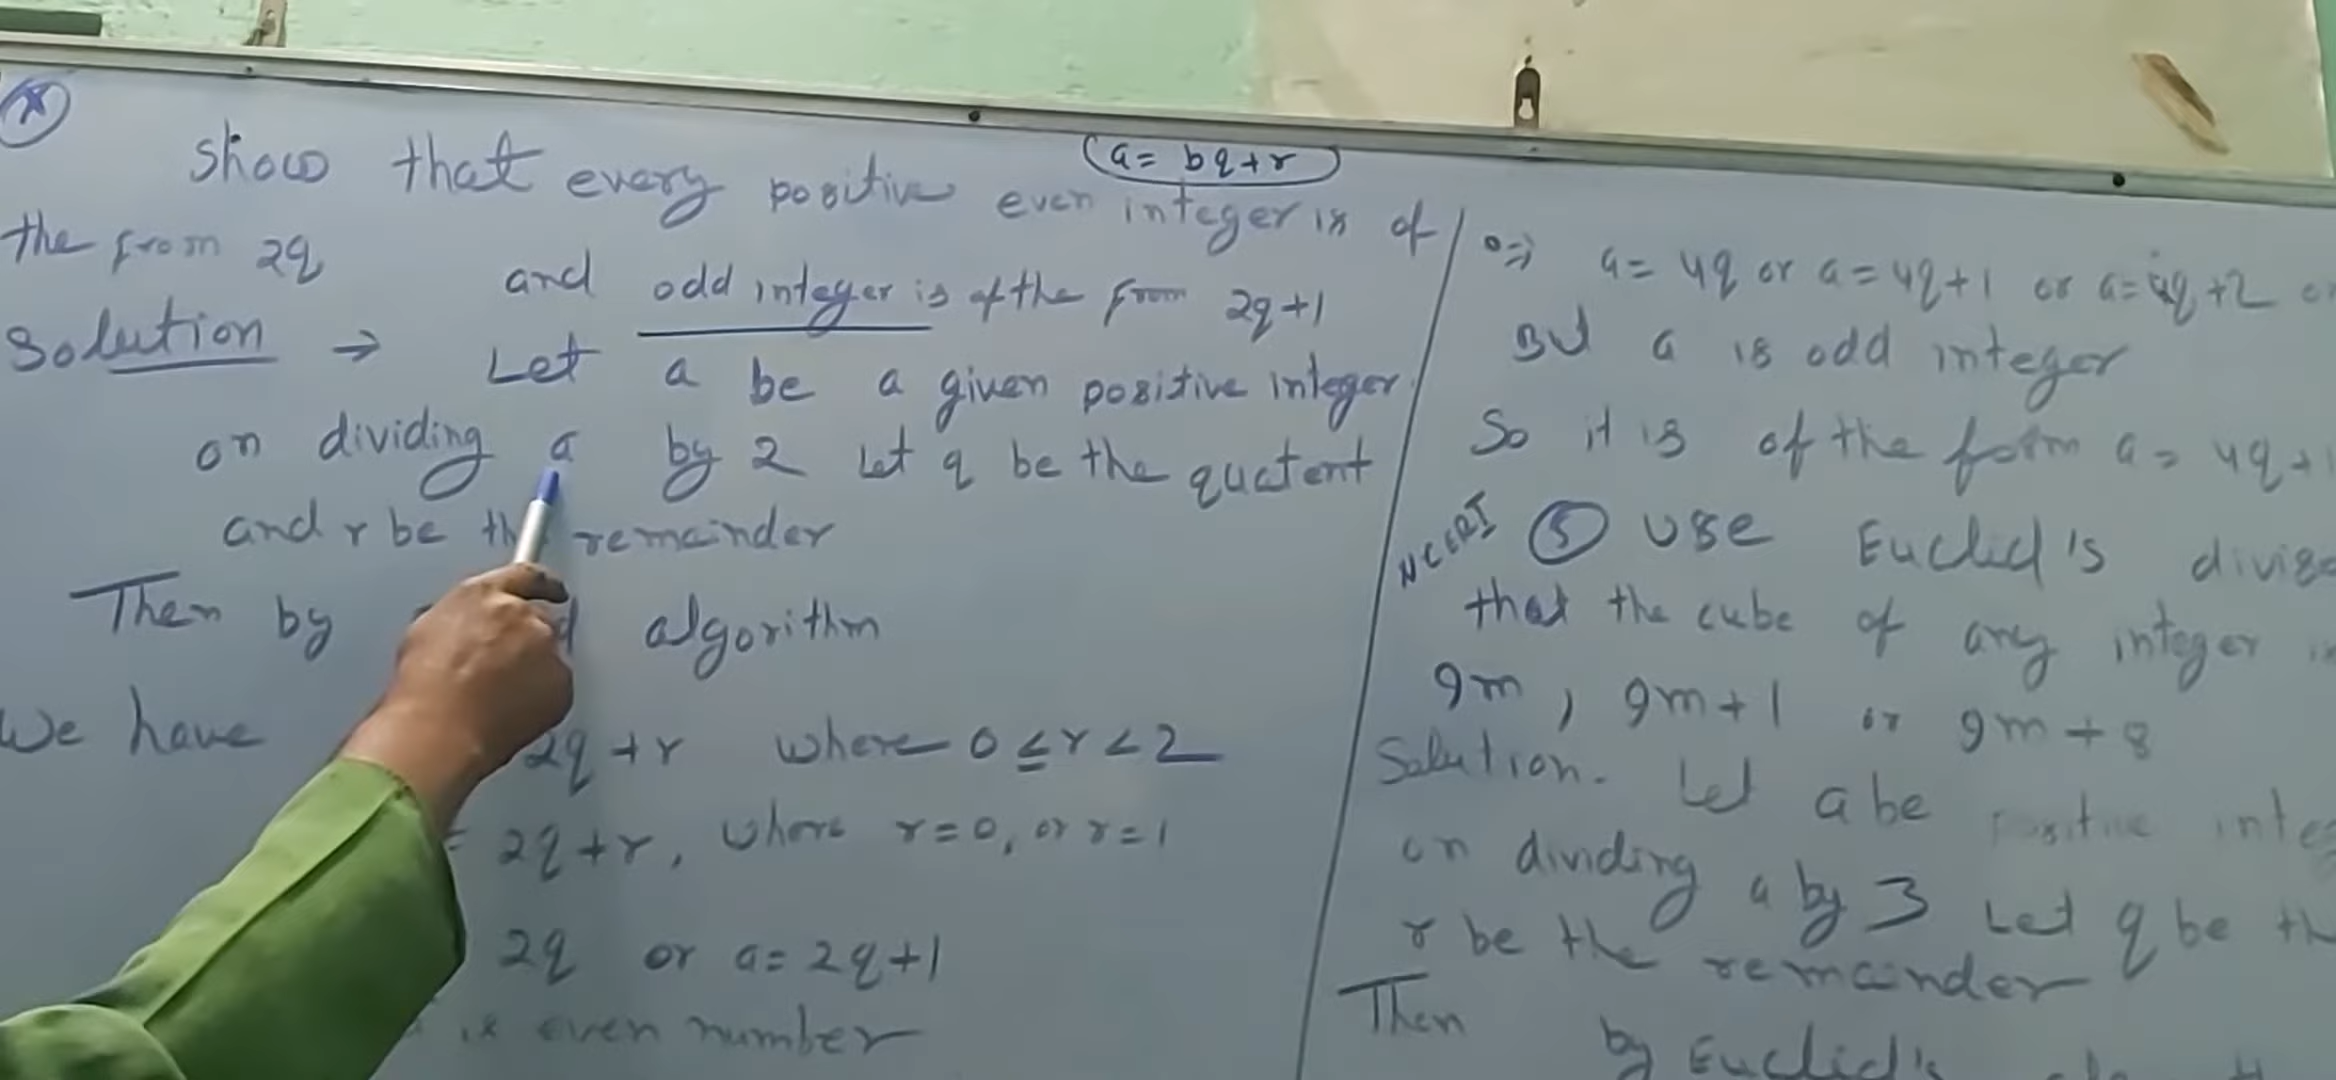 show that every positive even integer is of
a = bq+r
the from 2q
and odd integer is of the from 2q+1
Solution → Let a be a given positive integer
on dividing a by 2 Let q be the quotent
and r be the remainder
Then by algorithm
We have 2q+r where 0 ≤ r < 2
= 2q+r, where r=0, or r=1
2q or a= 2q+1
is even number
⇒ a= 4q or a= 4q+1 or a= 4q+2
But a is odd integer
So it is of the form a = 4q+1
NCERT ⑤ Use Euclid's
that the cube of any integer
9m, 9m+1 or 9m+8
Solution. Let a be positive
on dividing a by 3 Let q be
r be the remainder
Then by Euclid's